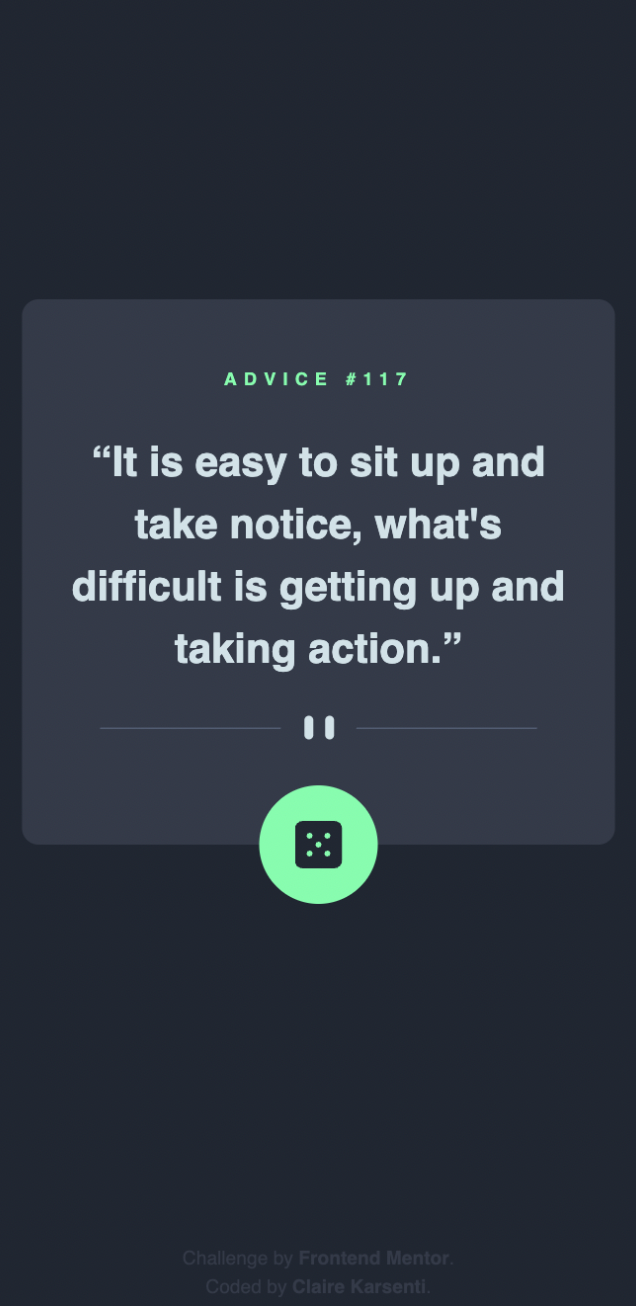 ADVICE #117
“It is easy to sit up and
take notice, what's
difficult is getting up and
taking action.”
Challenge by Frontend Mentor.
Coded by Claire Karsenti.